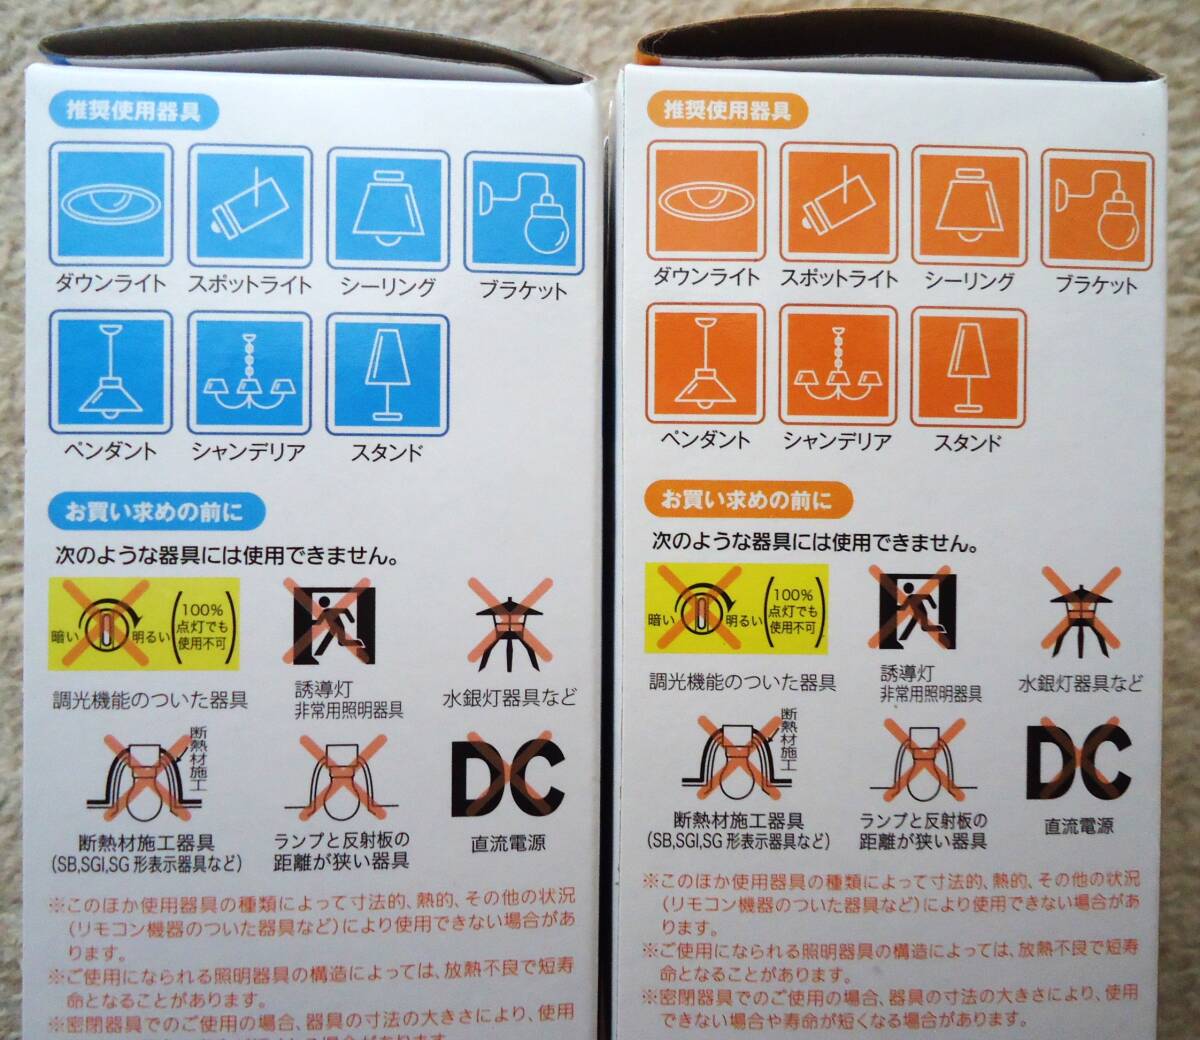 推奨使用器具
ダウンライト スポットライト シーリング ブラケット
ペンダント シャンデリア スタンド
お買い求めの前に
次のような器具には使用できません。
暗い 明るい
100%
点灯でも
使用不可
調光機能のついた器具
誘導灯
非常用照明器具
水銀灯器具など
断熱材施工
断熱材施工器具
(SB,SGI,SG 形表示器具など)
ランプと反射板の
距離が狭い器具
DC
直流電源
※このほか使用器具の種類によって寸法的、熱的、その他の状況
(リモコン機器のついた器具など)により使用できない場合があ
ります。
※ご使用になられる照明器具の構造によっては、放熱不良で短寿
命となることがあります。
※密閉器具でのご使用の場合、器具の寸法の大きさにより、使用
推奨使用器具
ダウンライト スポットライト シーリング ブラケット
ペンダント シャンデリア スタンド
お買い求めの前に
次のような器具には使用できません。
暗い 明るい
100%
点灯でも
使用不可
調光機能のついた器具
誘導灯
非常用照明器具
水銀灯器具など
断熱材施工
断熱材施工器具
(SB,SGI,SG 形表示器具など)
ランプと反射板の
距離が狭い器具
DC
直流電源
※このほか使用器具の種類によって寸法的、熱的、その他の状況
(リモコン機器のついた器具など)により使用できない場合があ
ります。
※ご使用になられる照明器具の構造によっては、放熱不良で短寿
命となることがあります。
※密閉器具でのご使用の場合、器具の寸法の大きさにより、使用
できない場合や寿命が短くなる場合があります。